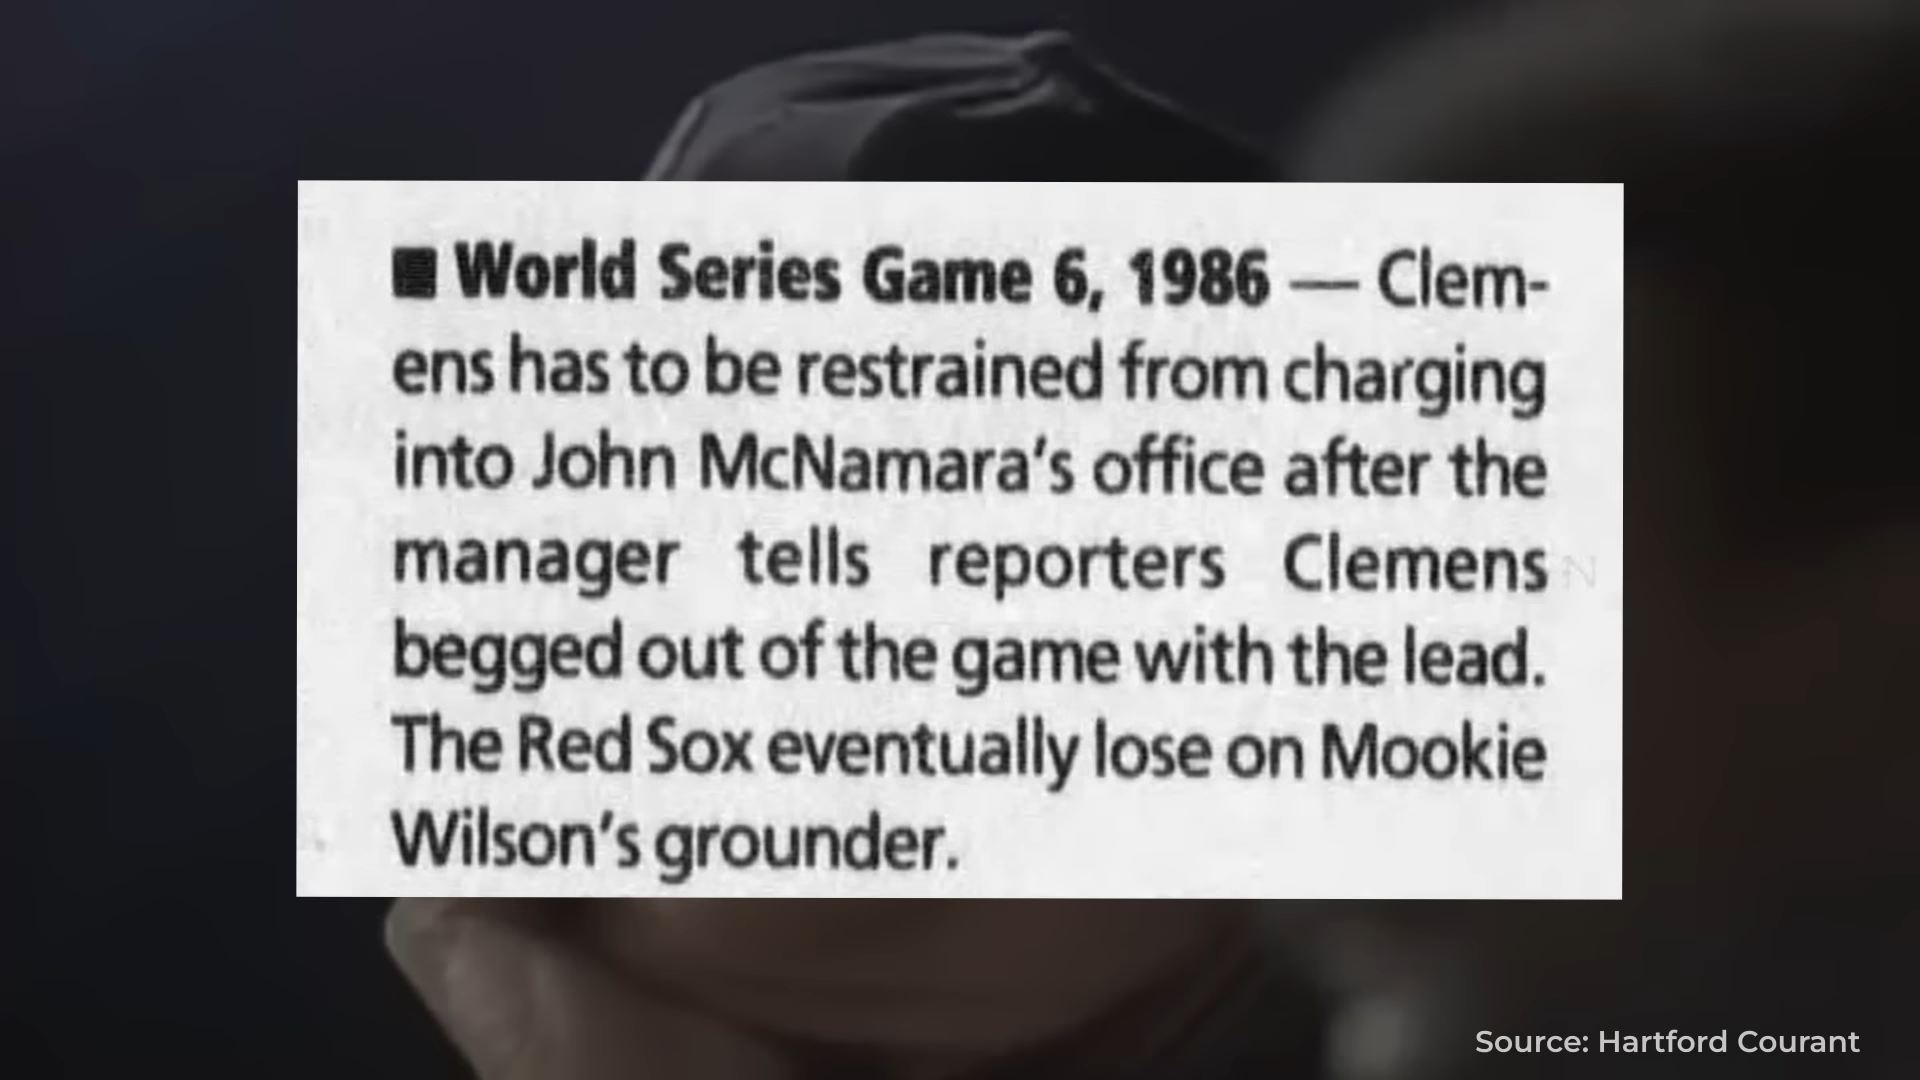 ■ World Series Game 6, 1986 — Clem-
ens has to be restrained from charging
into John McNamara's office after the
manager tells reporters Clemens
begged out of the game with the lead.
The Red Sox eventually lose on Mookie
Wilson's grounder.
Source: Hartford Courant